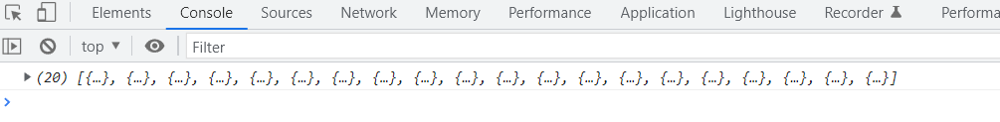 Elements Console Sources Network Memory Performance Application Lighthouse Recorder Performa
top ▼ Filter
▶ (20) [{…}, {…}, {…}, {…}, {…}, {…}, {…}, {…}, {…}, {…}, {…}, {…}, {…}, {…}, {…}, {…}, {…}, {…}, {…}, {…}]
>